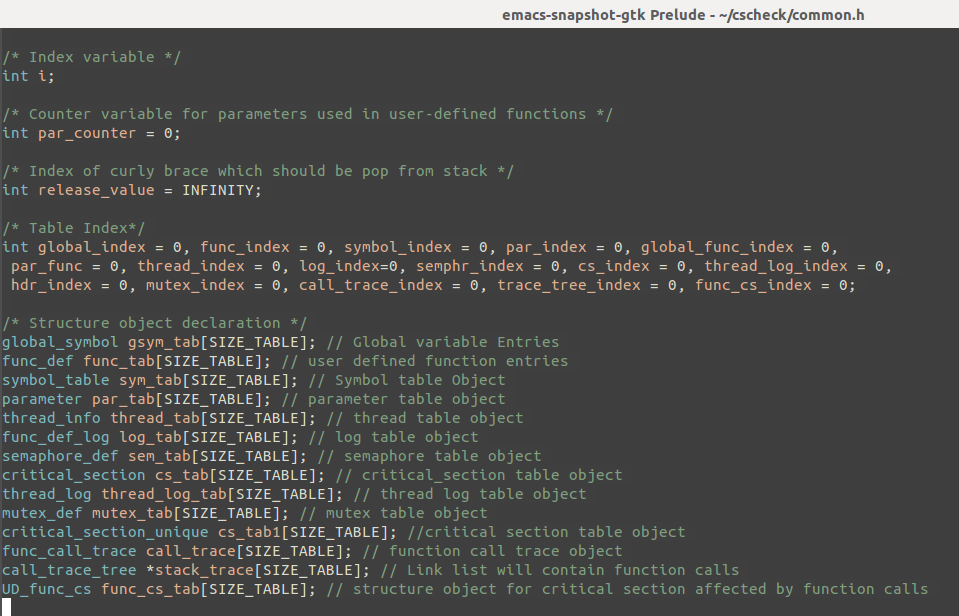 emacs-snapshot-gtk Prelude - ~/cscheck/common.h
/* Index variable */
int i;
/* Counter variable for parameters used in user-defined functions */
int par_counter = 0;
/* Index of curly brace which should be pop from stack */
int release_value = INFINITY;
/* Table Index*/
int global_index = 0, func_index = 0, symbol_index = 0, par_index = 0, global_func_index = 0,
par_func = 0, thread_index = 0, log_index=0, semphr_index = 0, cs_index = 0, thread_log_index = 0,
hdr_index = 0, mutex_index = 0, call_trace_index = 0, trace_tree_index = 0, func_cs_index = 0;
/* Structure object declaration */
global_symbol gsym_tab[SIZE_TABLE]; // Global variable Entries
func_def func_tab[SIZE_TABLE]; // user defined function entries
symbol_table sym_tab[SIZE_TABLE]; // Symbol table Object
parameter par_tab[SIZE_TABLE]; // parameter table object
thread_info thread_tab[SIZE_TABLE]; // thread table object
func_def_log log_tab[SIZE_TABLE]; // log table object
semaphore_def sem_tab[SIZE_TABLE]; // semaphore table object
critical_section cs_tab[SIZE_TABLE]; // critical_section table object
thread_log thread_log_tab[SIZE_TABLE]; // thread log table object
mutex_def mutex_tab[SIZE_TABLE]; // mutex table object
critical_section_unique cs_tab1[SIZE_TABLE]; //critical section table object
func_call_trace call_trace[SIZE_TABLE]; // function call trace object
call_trace_tree *stack_trace[SIZE_TABLE]; // Link list will contain function calls
UD_func_cs func_cs_tab[SIZE_TABLE]; // structure object for critical section affected by function calls